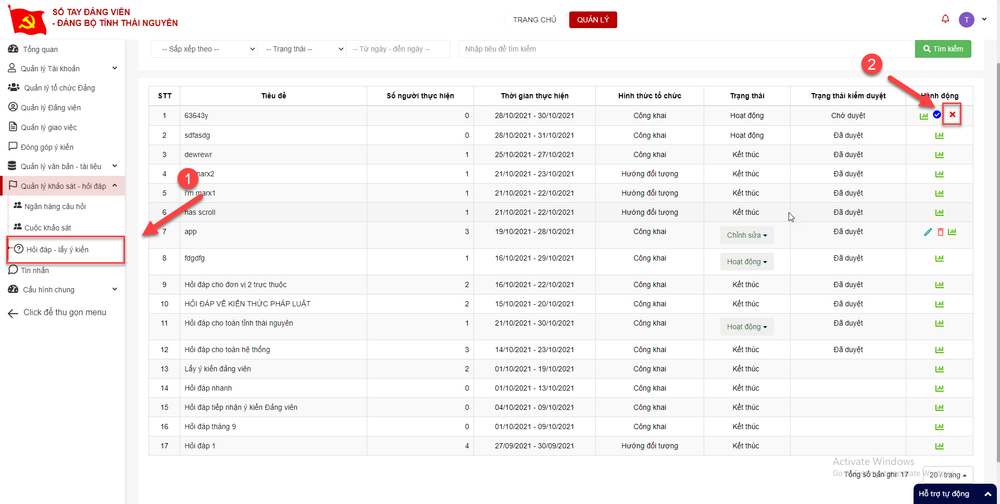 SỔ TAY ĐẢNG VIÊN
- ĐẢNG BỘ TỈNH THÁI NGUYÊN
TRANG CHỦ
QUẢN LÝ
T
Tổng quan
Quản lý Tài khoản
Quản lý tổ chức Đảng
Quản lý Đảng viên
Quản lý giao việc
Đóng góp ý kiến
Quản lý văn bản - tài liệu
Quản lý khảo sát - hỏi đáp
Ngân hàng câu hỏi
Cuộc khảo sát
Hỏi đáp - lấy ý kiến
Tin nhắn
Cấu hình chung
Click để thu gọn menu
1
-- Sắp xếp theo -- -- Trạng thái -- -- Từ ngày - đến ngày -- Nhập tiêu đề tìm kiếm Tìm kiếm
2
STT Tiêu đề Số người thực hiện Thời gian thực hiện Hình thức tổ chức Trạng thái Trạng thái kiểm duyệt Hành động
1 63643y 0 28/10/2021 - 30/10/2021 Công khai Hoạt động Chờ duyệt
2 sdfasdg 0 28/10/2021 - 31/10/2021 Công khai Hoạt động Đã duyệt
3 dewrewr 1 25/10/2021 - 27/10/2021 Công khai Kết thúc Đã duyệt
4 marx2 1 21/10/2021 - 23/10/2021 Hướng đối tượng Kết thúc Đã duyệt
5 i'm marx1 1 21/10/2021 - 22/10/2021 Hướng đối tượng Kết thúc Đã duyệt
6 has scroll 1 21/10/2021 - 22/10/2021 Hướng đối tượng Kết thúc Đã duyệt
7 app 3 19/10/2021 - 28/10/2021 Công khai Chỉnh sửa Đã duyệt
8 fdgdfg 1 16/10/2021 - 29/10/2021 Công khai Hoạt động Đã duyệt
9 Hỏi đáp cho đơn vị 2 trực thuộc 2 16/10/2021 - 22/10/2021 Công khai Kết thúc Đã duyệt
10 HỎI ĐÁP VỀ KIẾN THỨC PHÁP LUẬT 2 15/10/2021 - 20/10/2021 Công khai Kết thúc Đã duyệt
11 Hỏi đáp cho toàn tỉnh thái nguyên 1 21/10/2021 - 30/10/2021 Công khai Hoạt động Đã duyệt
12 Hỏi đáp cho toàn hệ thống 3 14/10/2021 - 23/10/2021 Công khai Kết thúc Đã duyệt
13 Lấy ý kiến đảng viên 2 01/10/2021 - 19/10/2021 Công khai Kết thúc
14 Hỏi đáp nhanh 0 01/10/2021 - 13/10/2021 Công khai Kết thúc
15 Hỏi đáp tiếp nhận ý kiến Đảng viên 0 04/10/2021 - 09/10/2021 Công khai Kết thúc
16 Hỏi đáp tháng 9 0 01/10/2021 - 09/10/2021 Công khai Kết thúc
17 Hỏi đáp 1 4 27/09/2021 - 30/09/2021 Hướng đối tượng Kết thúc
Activate Windows
Go to Settings to activate Windows.
Tổng số bản ghi: 17 20 / trang
Hỗ trợ tự động